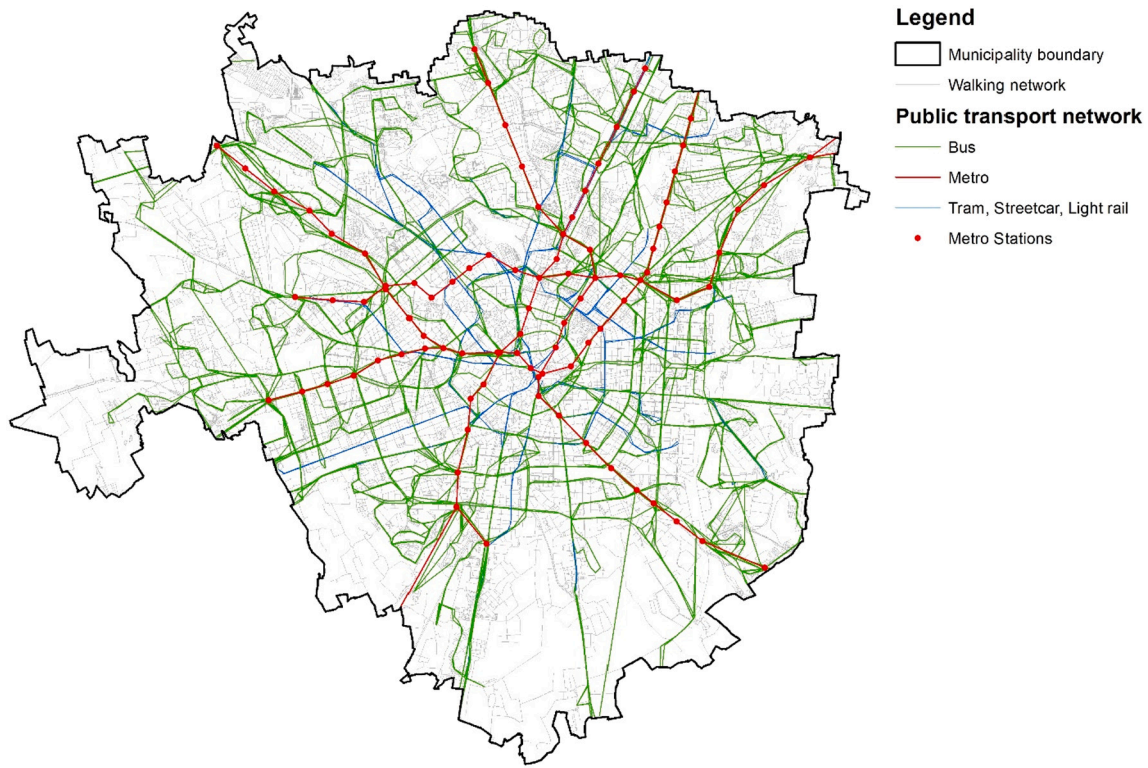 Legend
Municipality boundary
Walking network
Public transport network
Bus
Metro
Tram, Streetcar, Light rail
Metro Stations